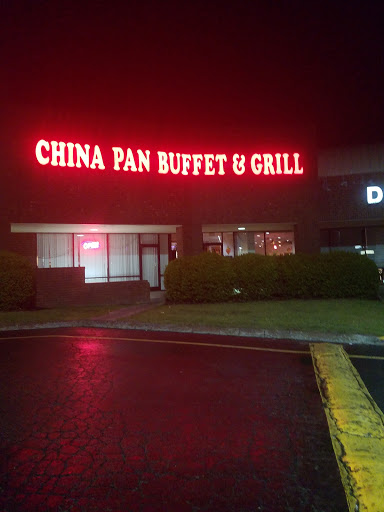 CHINA PAN BUFFET & GRILL
D
OPEN